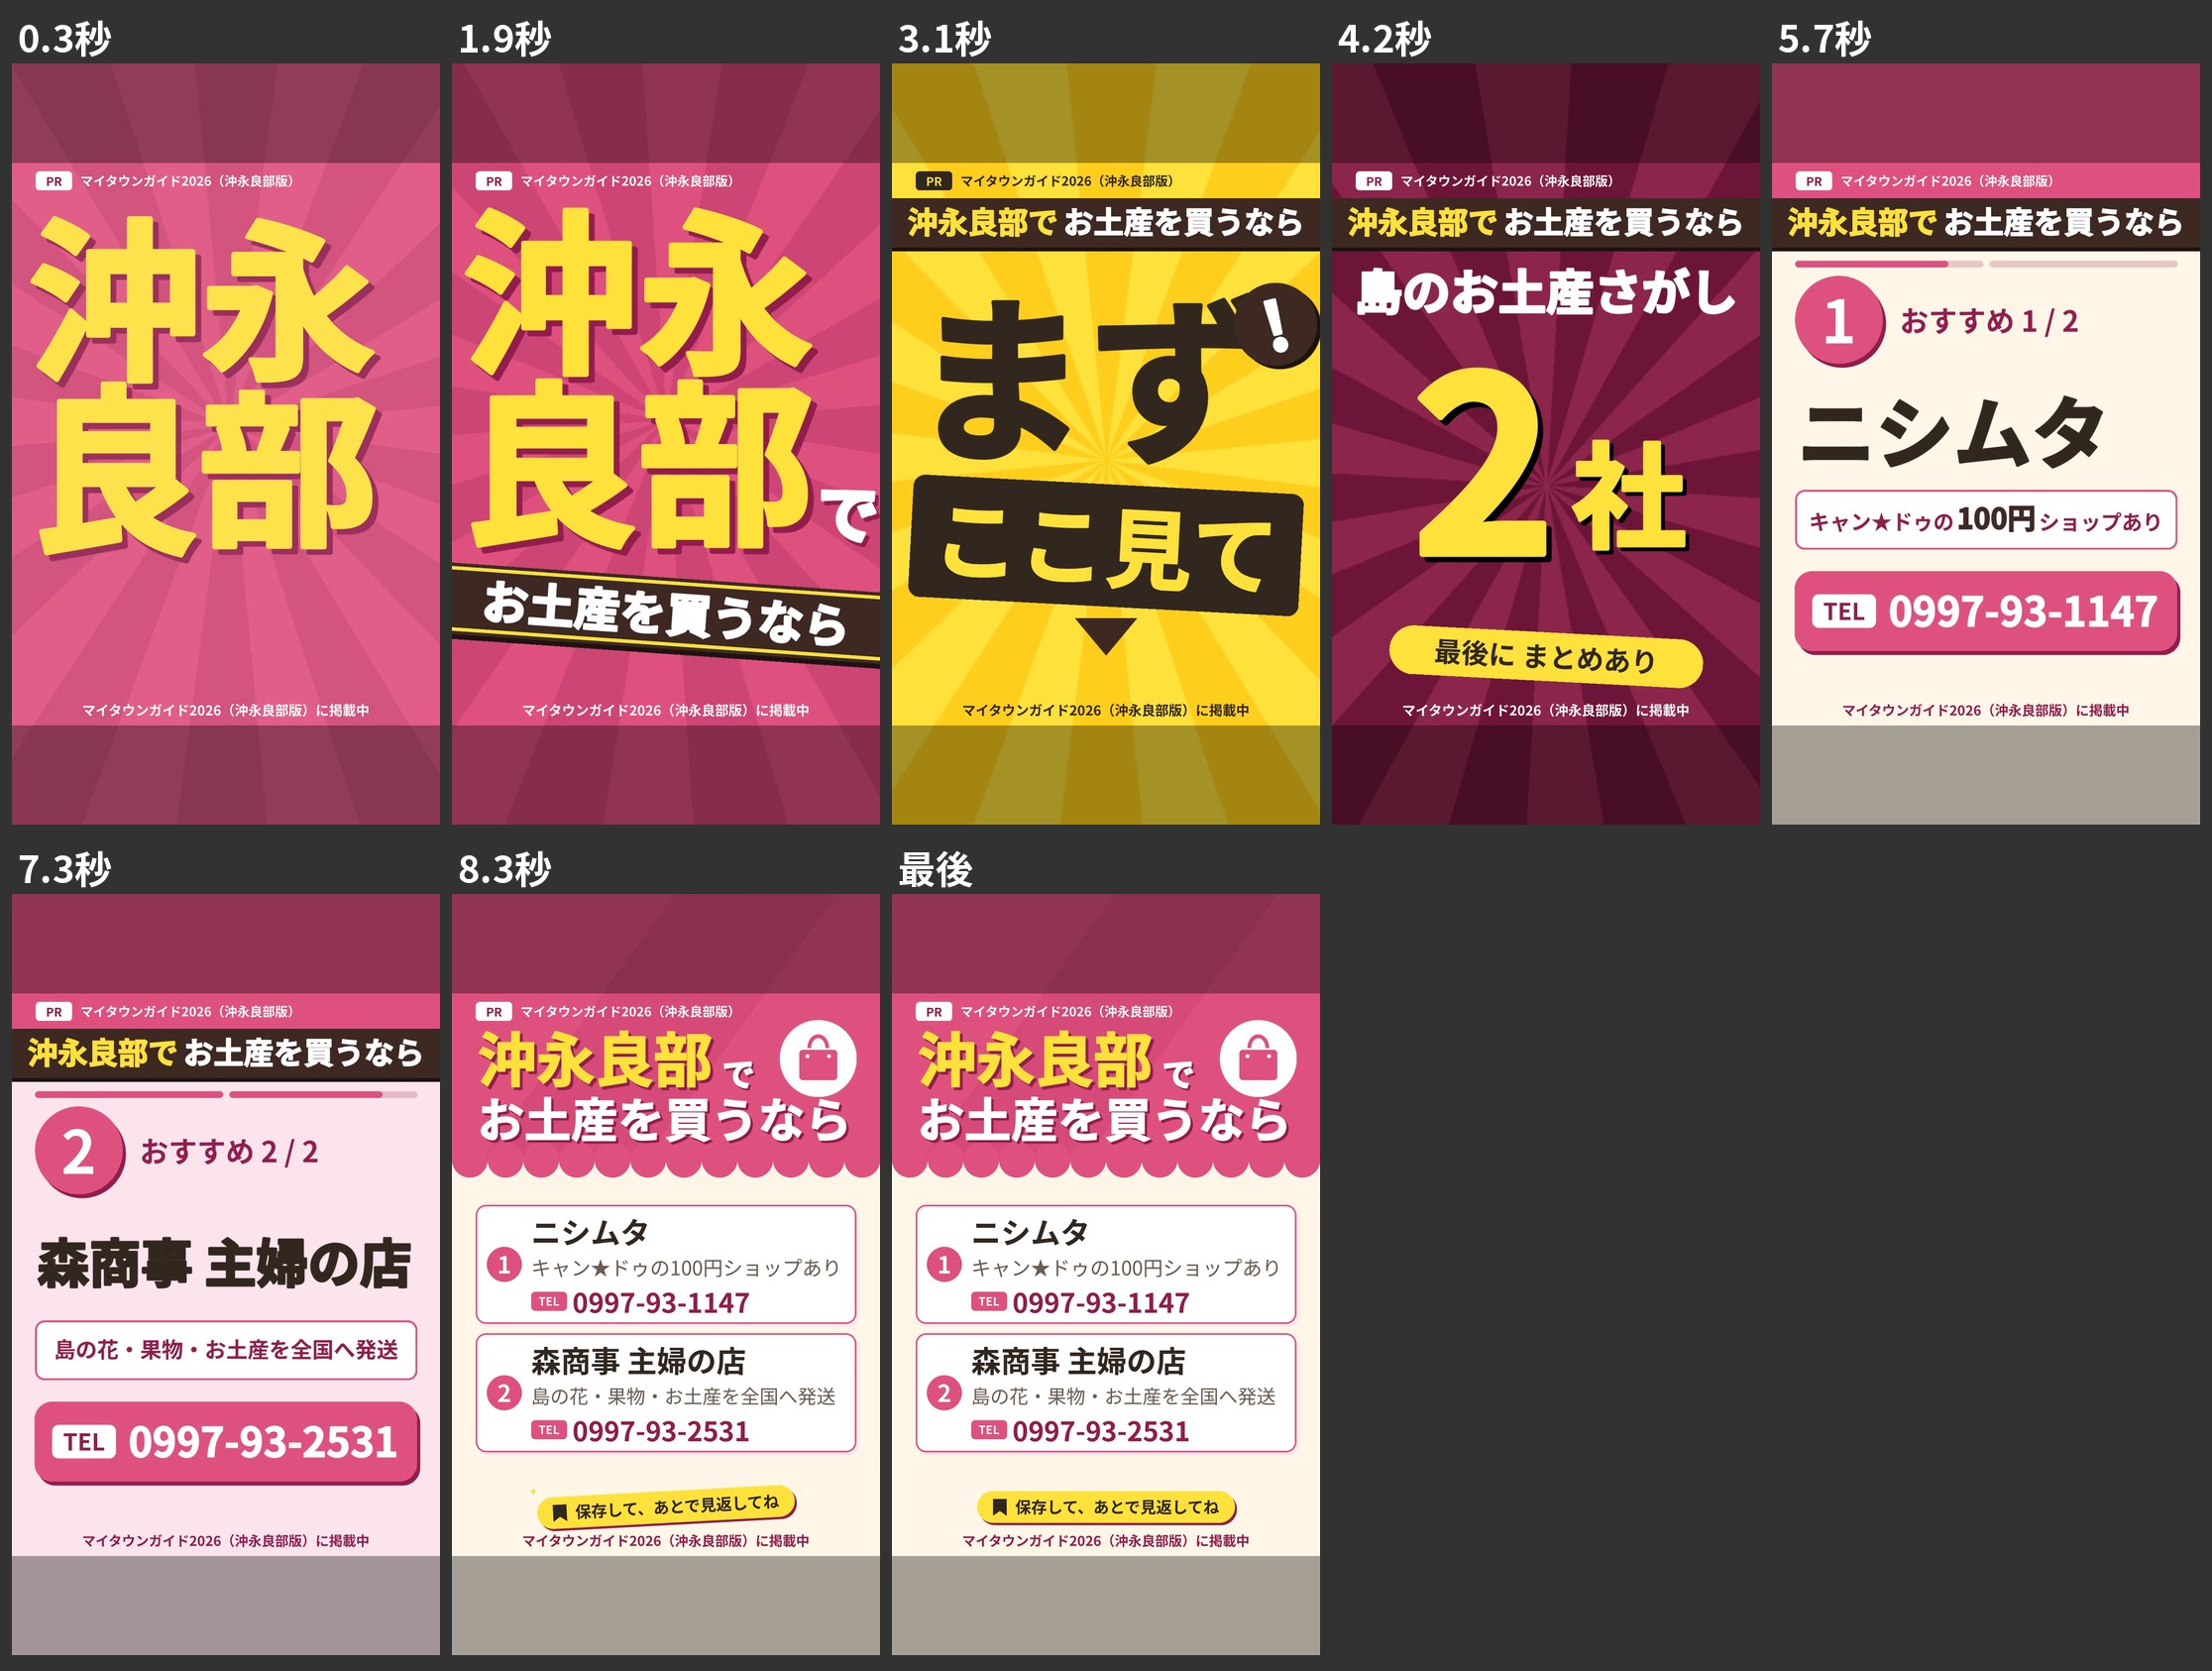 0.3秒
PR マイタウンガイド2026（沖永良部版）
沖永
良部
1.9秒
PR マイタウンガイド2026（沖永良部版）
沖永
良部で
お土産を買うなら
マイタウンガイド2026（沖永良部版）に掲載中
3.1秒
PR マイタウンガイド2026（沖永良部版）
沖永良部で お土産を買うなら
まず!
ここ見て
マイタウンガイド2026（沖永良部版）に掲載中
4.2秒
PR マイタウンガイド2026（沖永良部版）
沖永良部で お土産を買うなら
島のお土産さがし
2社
最後に まとめあり
マイタウンガイド2026（沖永良部版）に掲載中
5.7秒
PR マイタウンガイド2026（沖永良部版）
沖永良部で お土産を買うなら
1 おすすめ 1 / 2
ニシムタ
キャン★ドゥの100円ショップあり
TEL 0997-93-1147
マイタウンガイド2026（沖永良部版）に掲載中
マイタウンガイド2026（沖永良部版）に掲載中
7.3秒
PR マイタウンガイド2026（沖永良部版）
沖永良部で お土産を買うなら
2 おすすめ 2 / 2
森商事 主婦の店
島の花・果物・お土産を全国へ発送
TEL 0997-93-2531
マイタウンガイド2026（沖永良部版）に掲載中
8.3秒
PR マイタウンガイド2026（沖永良部版）
沖永良部で
お土産を買うなら
1 ニシムタ
キャン★ドゥの100円ショップあり
TEL 0997-93-1147
2 森商事 主婦の店
島の花・果物・お土産を全国へ発送
TEL 0997-93-2531
保存して、あとで見返してね
マイタウンガイド2026（沖永良部版）に掲載中
最後
PR マイタウンガイド2026（沖永良部版）
沖永良部で
お土産を買うなら
1 ニシムタ
キャン★ドゥの100円ショップあり
TEL 0997-93-1147
2 森商事 主婦の店
島の花・果物・お土産を全国へ発送
TEL 0997-93-2531
保存して、あとで見返してね
マイタウンガイド2026（沖永良部版）に掲載中